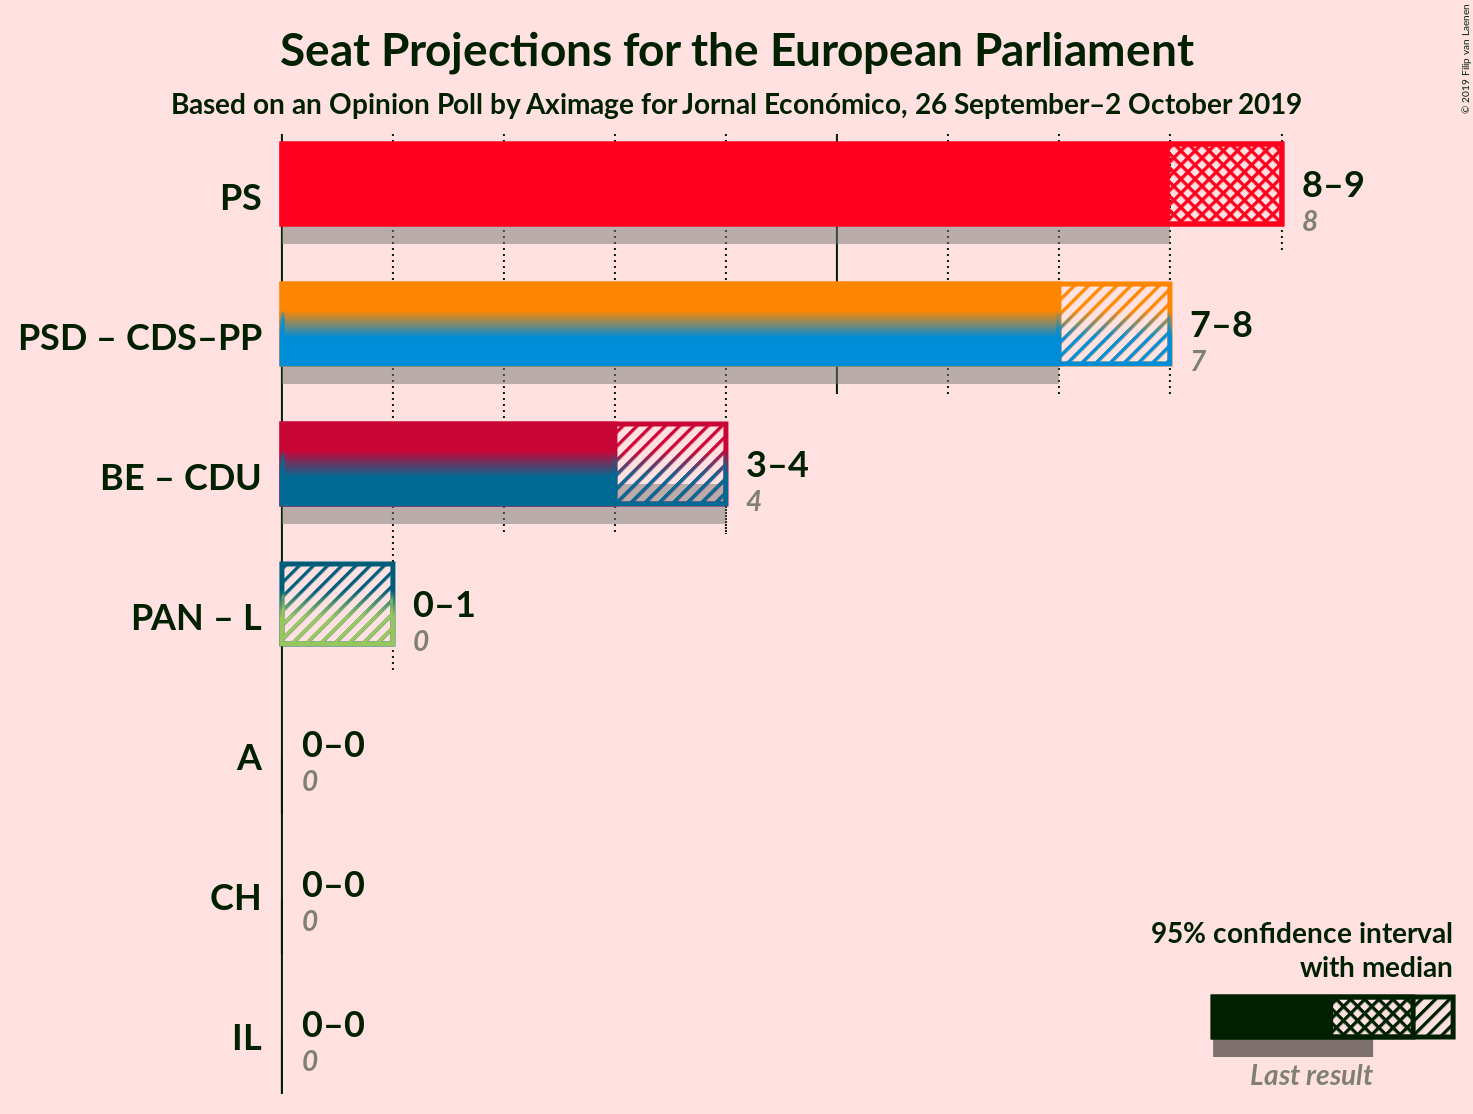 Seat Projections for the European Parliament
Based on an Opinion Poll by Aximage for Jornal Económico, 26 September–2 October 2019
© 2019 Filip van Laenen
PS
8–9
8
PSD – CDS–PP
7–8
7
BE – CDU
3–4
4
PAN – L
0–1
0
A
0–0
0
CH
0–0
0
IL
0–0
0
95% confidence interval
with median
Last result